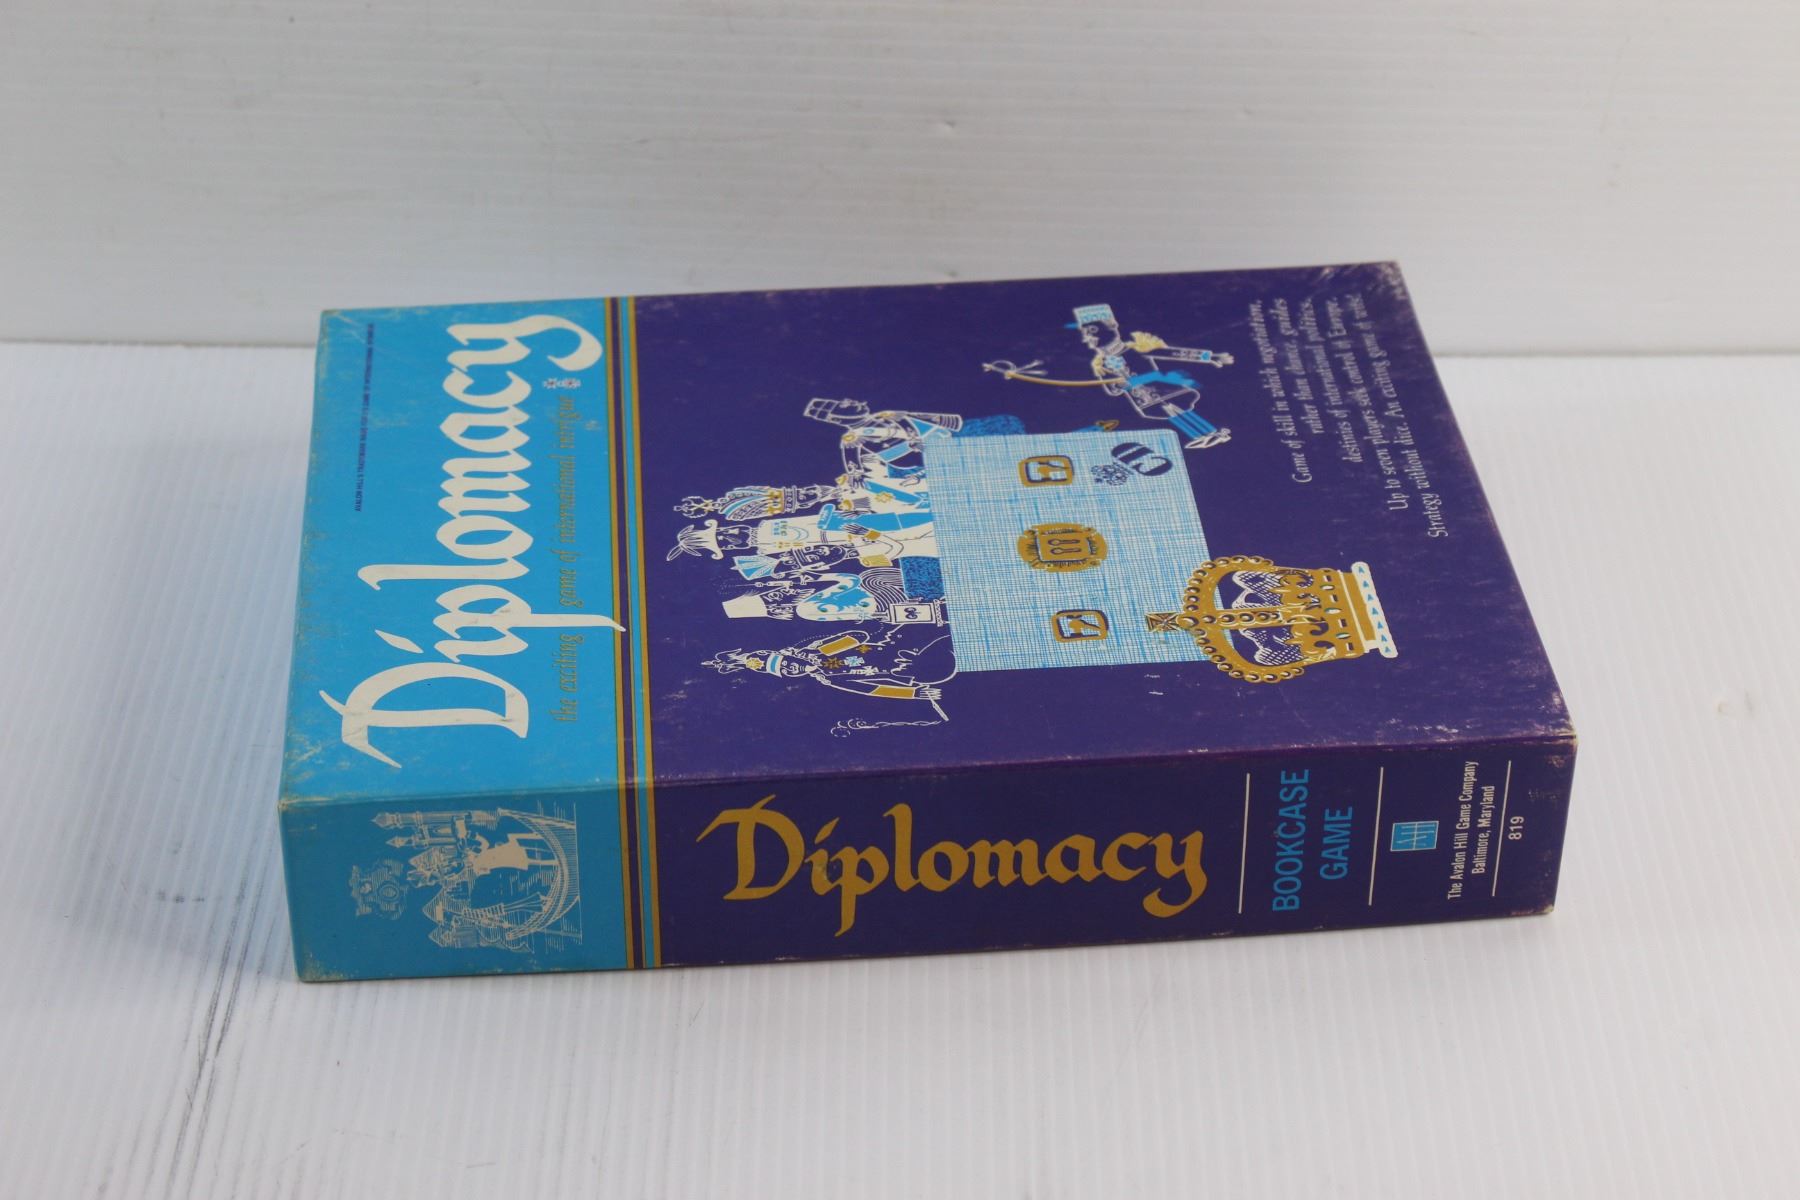 Diplomacy
the exciting game of international intrigue
Game of skill in which negotiation,
rather than chance, guides
destinies of international politics.
Up to seven players seek control of Europe.
Strategy without dice. An exciting game of wits!
Diplomacy
BOOKCASE
GAME
AH
The Avalon Hill Game Company
Baltimore, Maryland
819